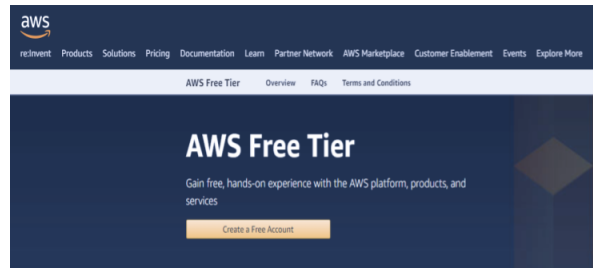 aws
re:Invent Products Solutions Pricing Documentation Learn Partner Network AWS Marketplace Customer Enablement Events Explore More
AWS Free Tier Overview FAQs Terms and Conditions
AWS Free Tier
Gain free, hands-on experience with the AWS platform, products, and
services
Create a Free Account